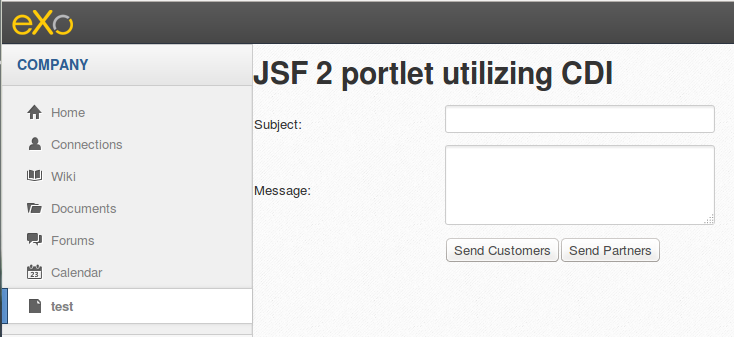 eXo
COMPANY
JSF 2 portlet utilizing CDI
Home
Connections
Wiki
Documents
Forums
23 Calendar
test
Subject:
Message:
Send Customers Send Partners